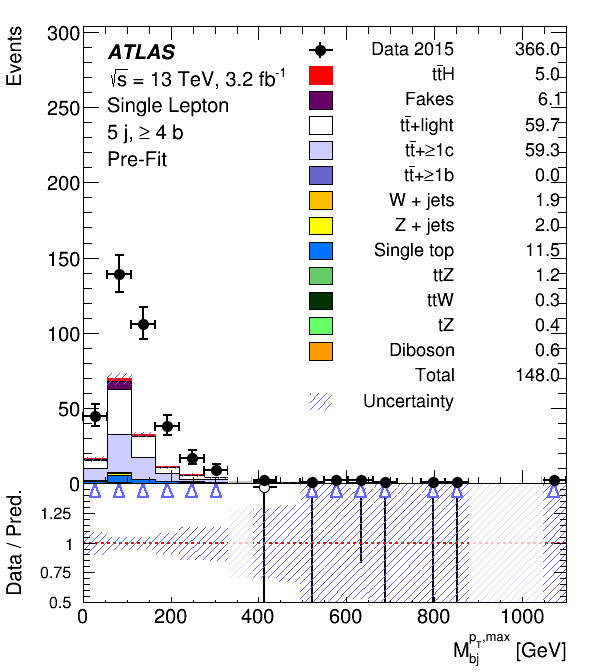 Events
300
250
200
150
100
50
0
ATLAS
√s = 13 TeV, 3.2 fb⁻¹
Single Lepton
5 j, ≥ 4 b
Pre-Fit
Data 2015 366.0
tt̄H 5.0
Fakes 6.1
tt̄+light 59.7
tt̄+≥1c 59.3
tt̄+≥1b 0.0
W + jets 1.9
Z + jets 2.0
Single top 11.5
ttZ 1.2
ttW 0.3
tZ 0.4
Diboson 0.6
Total 148.0
Uncertainty
Data / Pred.
1.25
1
0.75
0.5
0 200 400 600 800 1000
M_bj^{p_T,max} [GeV]